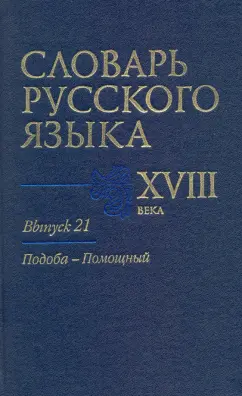 СЛОВАРЬ
РУССКОГО
ЯЗЫКА
XVIII
ВЕКА
Выпуск 21
Подоба – Помощный